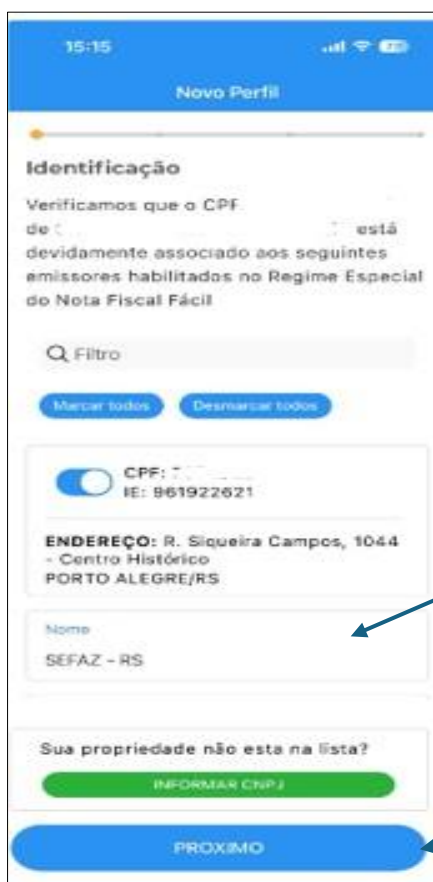 15:15
Novo Perfil
Identificação
Verificamos que o CPF
de
está
devidamente associado aos seguintes
emissores habilitados no Regime Especial
do Nota Fiscal Fácil
Filtro
Marcar todos Desmarcar todos
CPF:
IE: 961922621
ENDEREÇO: R. Siqueira Campos, 1044
- Centro Histórico
PORTO ALEGRE/RS
Nome
SEFAZ - RS
Sua propriedade não esta na lista?
INFORMAR CNPJ
PROXIMO